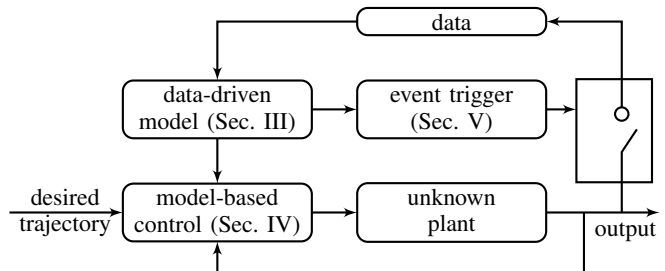 data
data-driven
model (Sec. III)
event trigger
(Sec. V)
desired
trajectory
model-based
control (Sec. IV)
unknown
plant
output